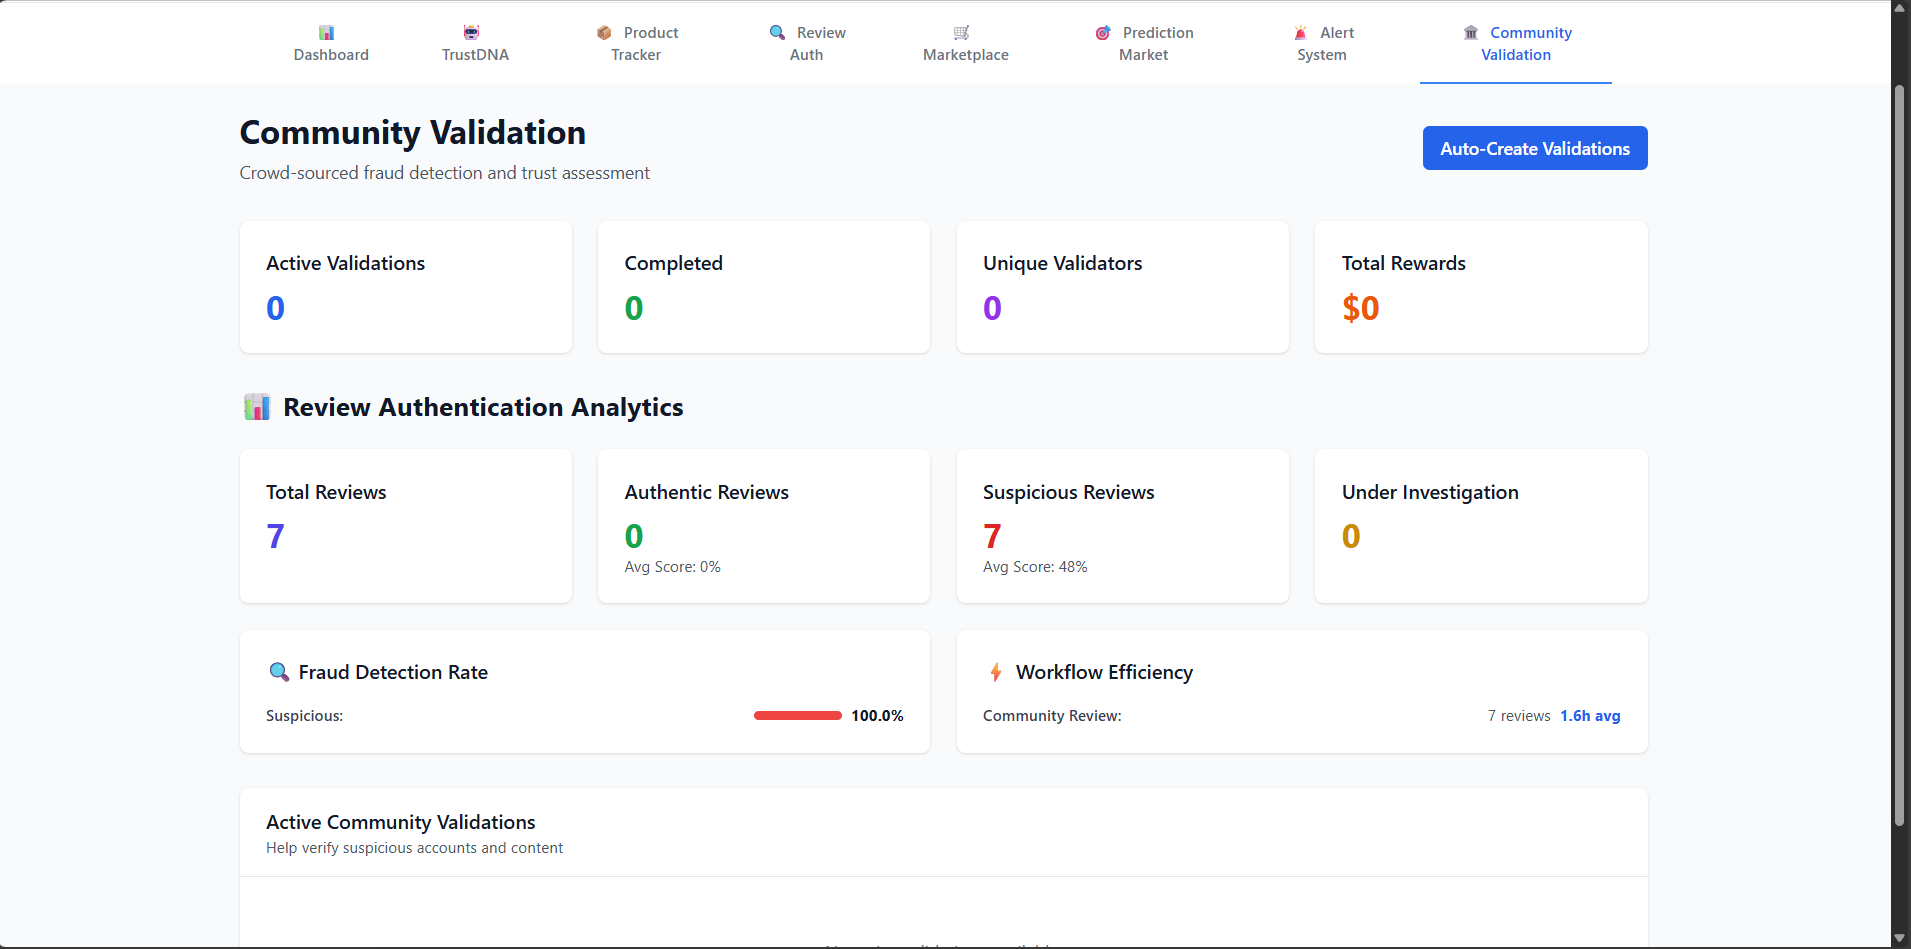 Dashboard
TrustDNA
Product
Tracker
Review
Auth
Marketplace
Prediction
Market
Alert
System
Community
Validation
Community Validation
Crowd-sourced fraud detection and trust assessment
Auto-Create Validations
Active Validations
0
Completed
0
Unique Validators
0
Total Rewards
$0
Review Authentication Analytics
Total Reviews
7
Authentic Reviews
0
Avg Score: 0%
Suspicious Reviews
7
Avg Score: 48%
Under Investigation
0
Fraud Detection Rate
Suspicious: 100.0%
Workflow Efficiency
Community Review: 7 reviews 1.6h avg
Active Community Validations
Help verify suspicious accounts and content